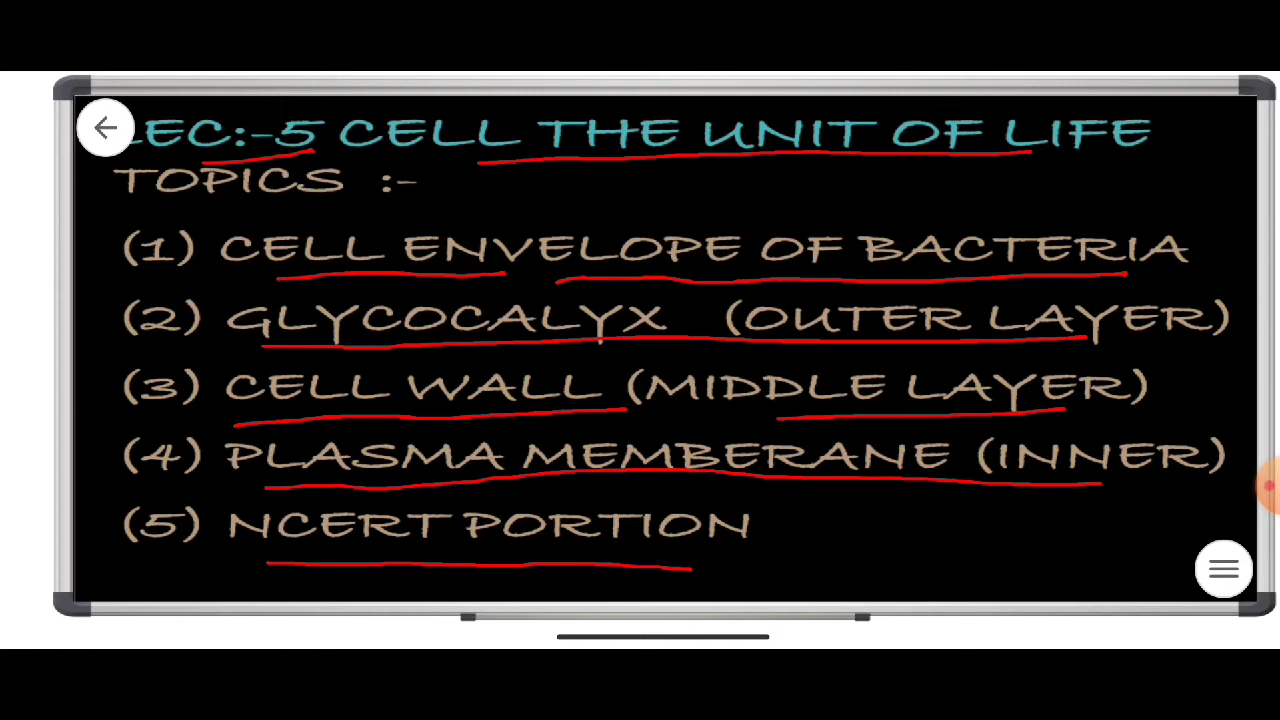 EC:-5 CELL THE UNIT OF LIFE
TOPICS :-
(1) CELL ENVELOPE OF BACTERIA
(2) GLYCOCALYX (OUTER LAYER)
(3) CELL WALL (MIDDLE LAYER)
(4) PLASMA MEMBERANE (INNER)
(5) NCERT PORTION